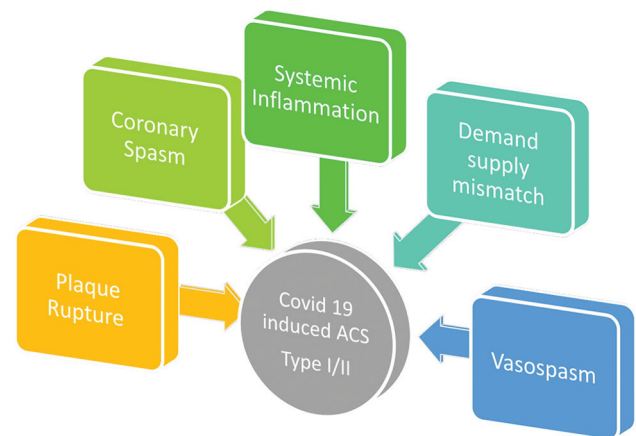 Systemic
Inflammation
Coronary
Spasm
Demand
supply
mismatch
Plaque
Rupture
Covid 19
induced ACS
Type I/II
Vasospasm